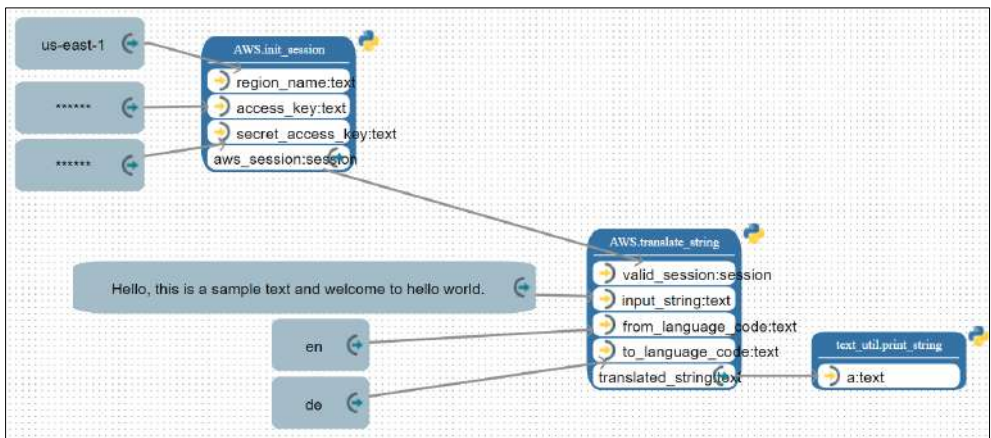 us-east-1
******
******
AWS.init_session
region_name:text
access_key:text
secret_access_key:text
aws_session:session
Hello, this is a sample text and welcome to hello world.
en
de
AWS.translate_string
valid_session:session
input_string:text
from_language_code:text
to_language_code:text
translated_string:text
text_util.print_string
a:text